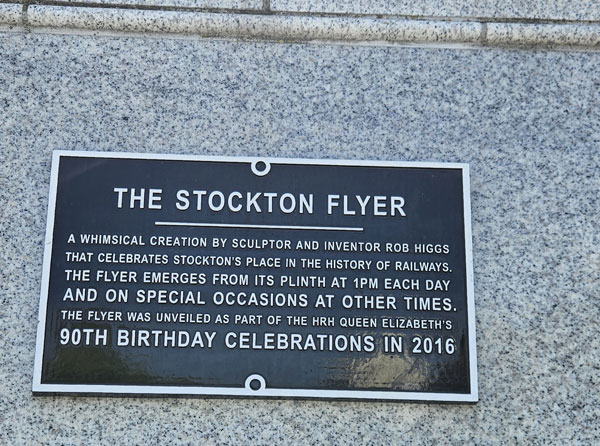 THE STOCKTON FLYER
A WHIMSICAL CREATION BY SCULPTOR AND INVENTOR ROB HIGGS
THAT CELEBRATES STOCKTON'S PLACE IN THE HISTORY OF RAILWAYS.
THE FLYER EMERGES FROM ITS PLINTH AT 1PM EACH DAY
AND ON SPECIAL OCCASIONS AT OTHER TIMES.
THE FLYER WAS UNVEILED AS PART OF THE HRH QUEEN ELIZABETH'S
90TH BIRTHDAY CELEBRATIONS IN 2016